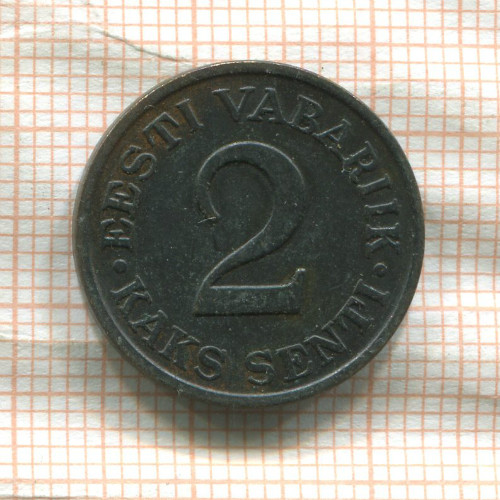 · EESTI VABARIIK ·
2
KAKS SENTI